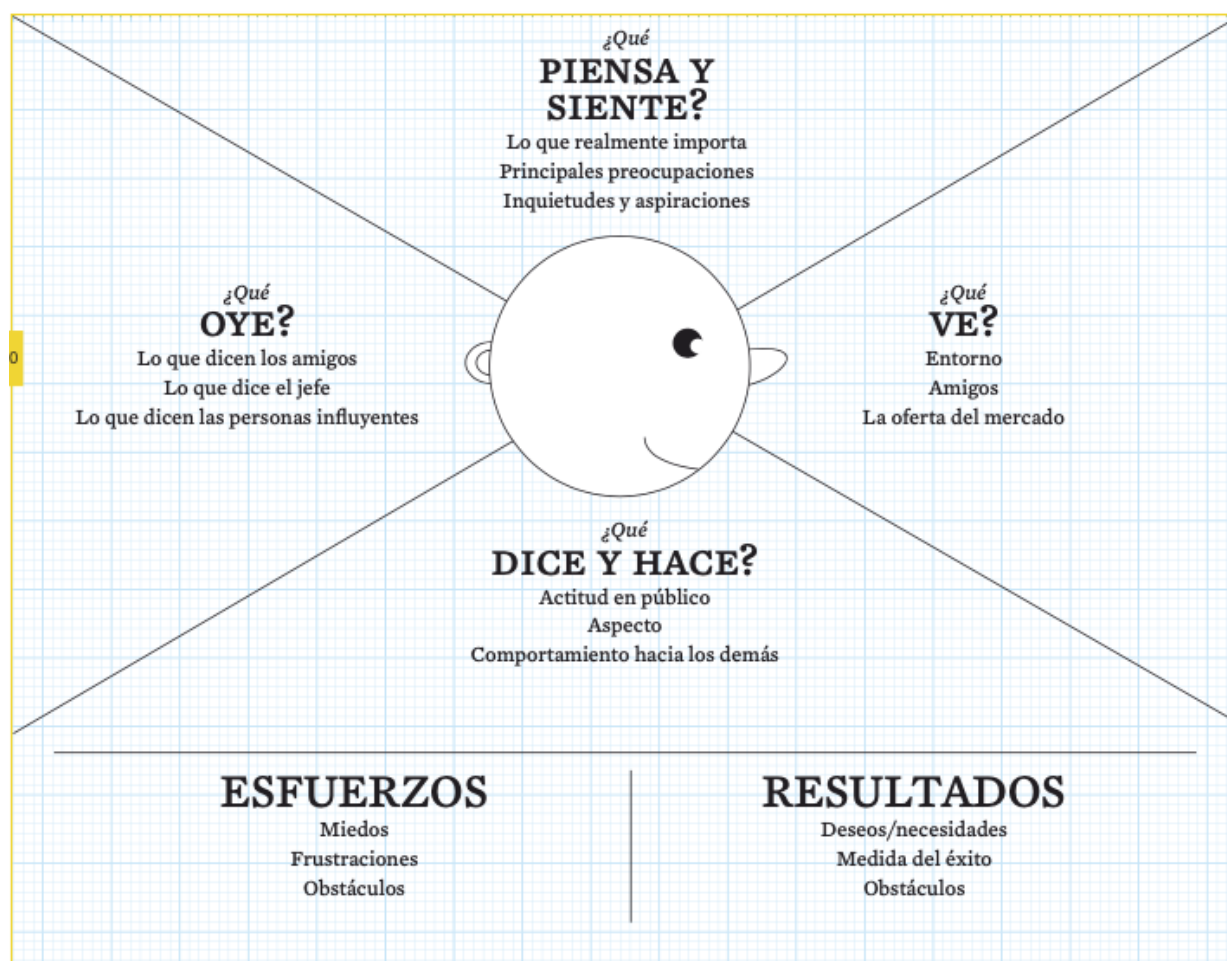 ¿Qué
PIENSA Y
SIENTE?
Lo que realmente importa
Principales preocupaciones
Inquietudes y aspiraciones
¿Qué
OYE?
Lo que dicen los amigos
Lo que dice el jefe
Lo que dicen las personas influyentes
¿Qué
VE?
Entorno
Amigos
La oferta del mercado
0
¿Qué
DICE Y HACE?
Actitud en público
Aspecto
Comportamiento hacia los demás
ESFUERZOS
Miedos
Frustraciones
Obstáculos
RESULTADOS
Deseos/necesidades
Medida del éxito
Obstáculos